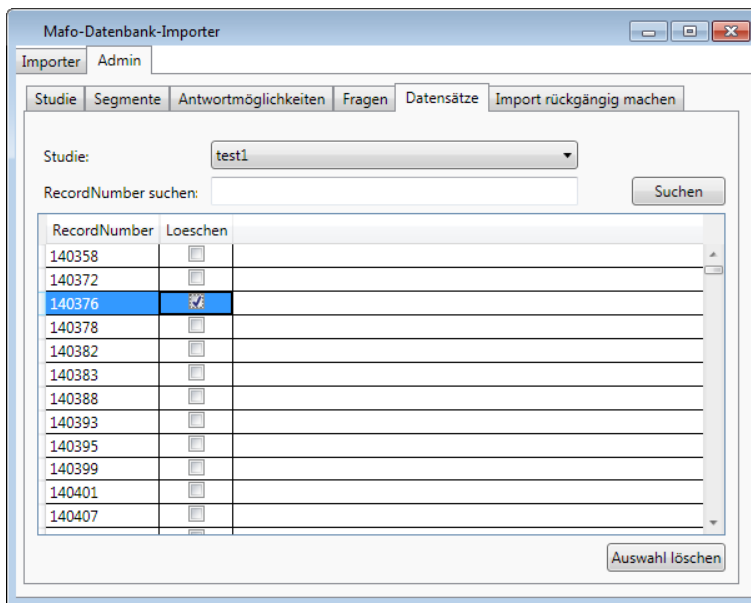 Mafo-Datenbank-Importer
Importer Admin
Studie Segmente Antwortmöglichkeiten Fragen Datensätze Import rückgängig machen
Studie: test1
RecordNumber suchen: Suchen
RecordNumber Loeschen
140358
140372
140376
140378
140382
140383
140388
140393
140395
140399
140401
140407
Auswahl löschen